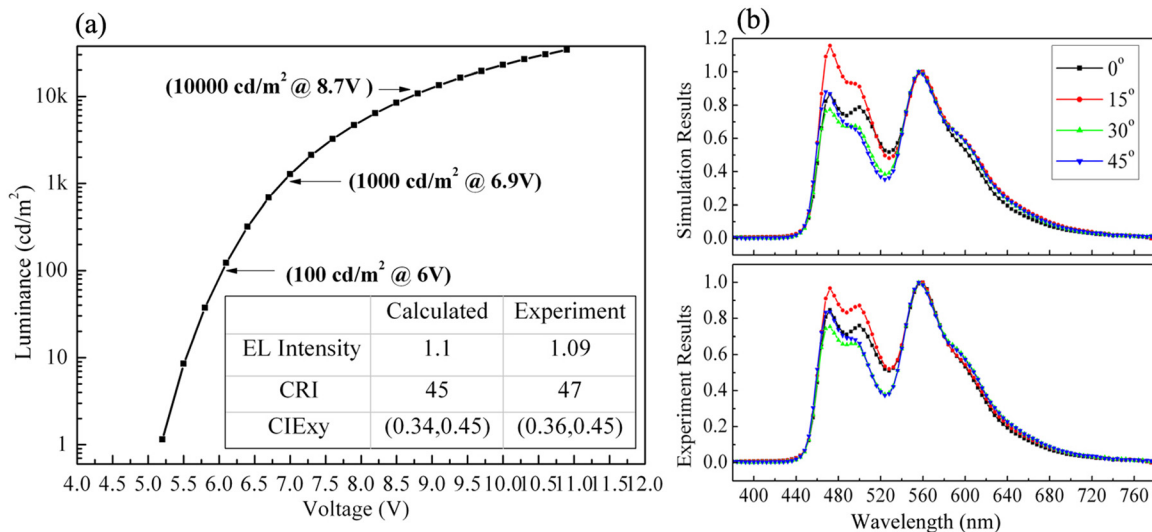 (a)
Luminance (cd/m²)
10k
1k
100
10
1
(10000 cd/m² @ 8.7V )
(1000 cd/m² @ 6.9V)
(100 cd/m² @ 6V)
Calculated Experiment
EL Intensity 1.1 1.09
CRI 45 47
CIExy (0.34,0.45) (0.36,0.45)
4.0 4.5 5.0 5.5 6.0 6.5 7.0 7.5 8.0 8.5 9.0 9.5 10.0 10.5 11.0 11.5 12.0
Voltage (V)
(b)
Simulation Results
1.2
1.0
0.8
0.6
0.4
0.2
0.0
0°
15°
30°
45°
Experiment Results
1.0
0.8
0.6
0.4
0.2
0.0
400 440 480 520 560 600 640 680 720 760
Wavelength (nm)